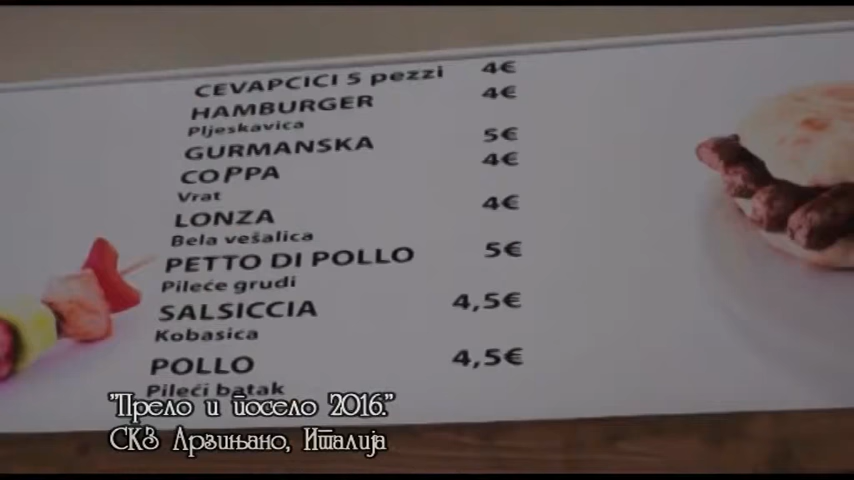 CEVAPCICI 5 pezzi 4€
HAMBURGER 4€
Pljeskavica
GURMANSKA 5€
COPPA 4€
Vrat
LONZA 4€
Bela vešalica
PETTO DI POLLO 5€
Pileće grudi
SALSICCIA 4,5€
Kobasica
POLLO 4,5€
Pileći batak
"Прело и посело 2016."
СКЗ Арзињано, Италија